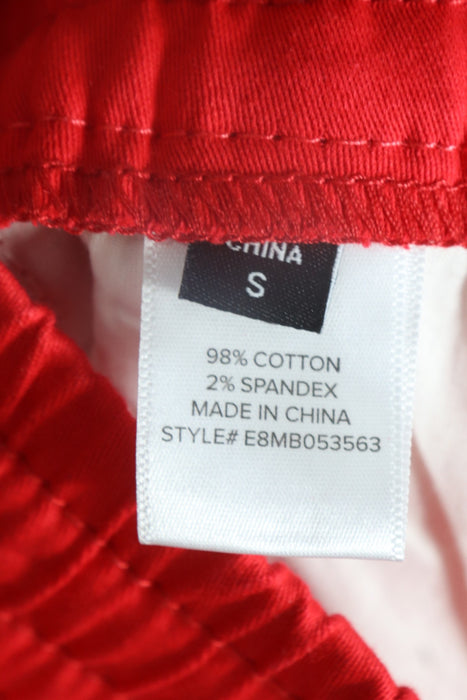 CHINA
S
98% COTTON
2% SPANDEX
MADE IN CHINA
STYLE# E8MB053563